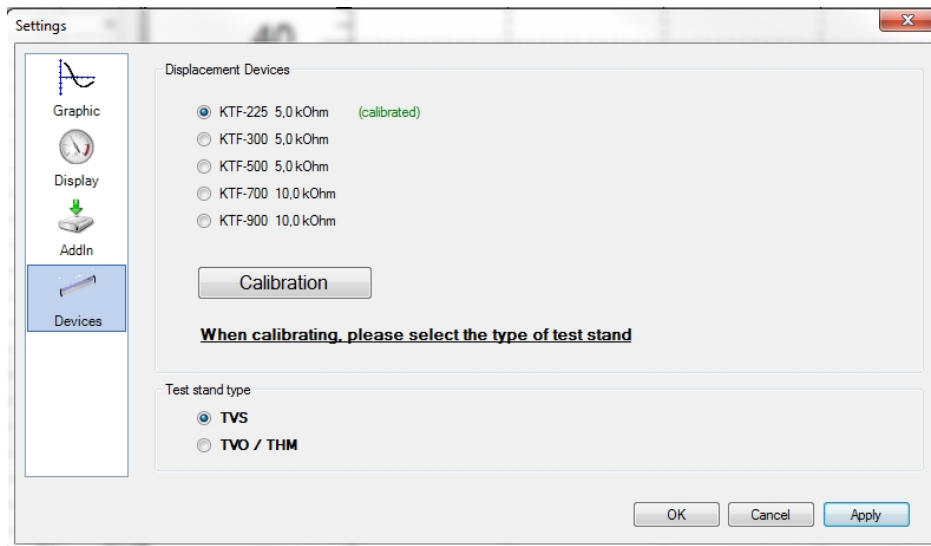 Settings
40
Graphic
Display
AddIn
Devices
Displacement Devices
KTF-225 5,0 kOhm (calibrated)
KTF-300 5,0 kOhm
KTF-500 5,0 kOhm
KTF-700 10,0 kOhm
KTF-900 10,0 kOhm
Calibration
When calibrating, please select the type of test stand
Test stand type
TVS
TVO / THM
OK Cancel Apply